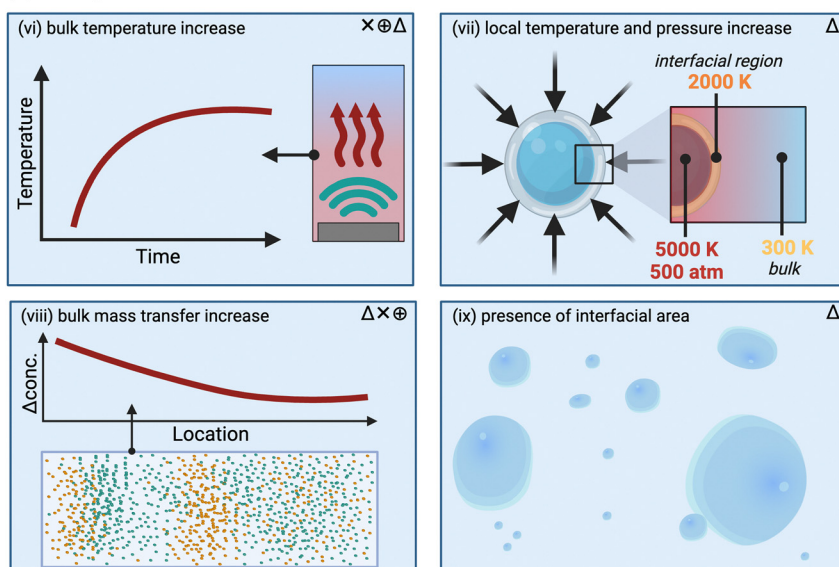 (vi) bulk temperature increase ×⊕Δ
Temperature
Time
(vii) local temperature and pressure increase Δ
interfacial region
2000 K
5000 K
500 atm
300 K
bulk
(viii) bulk mass transfer increase Δ×⊕
Δconc.
Location
(ix) presence of interfacial area Δ